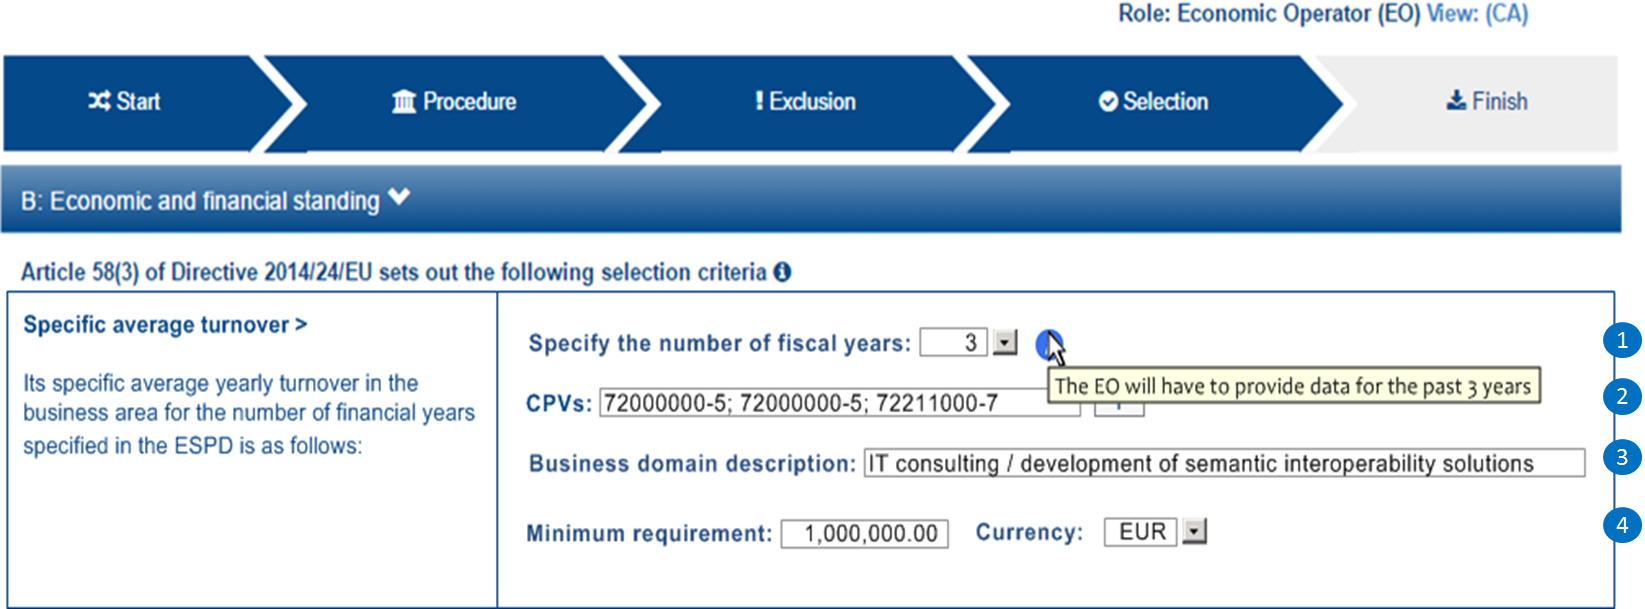 Role: Economic Operator (EO) View: (CA)
Start
Procedure
! Exclusion
Selection
Finish
B: Economic and financial standing
Article 58(3) of Directive 2014/24/EU sets out the following selection criteria
Specific average turnover >
Its specific average yearly turnover in the
business area for the number of financial years
specified in the ESPD is as follows:
Specify the number of fiscal years: 3
1
The EO will have to provide data for the past 3 years
CPVs: 72000000-5; 72000000-5; 72211000-7
2
Business domain description: IT consulting / development of semantic interoperability solutions
3
Minimum requirement: 1,000,000.00 Currency: EUR
4